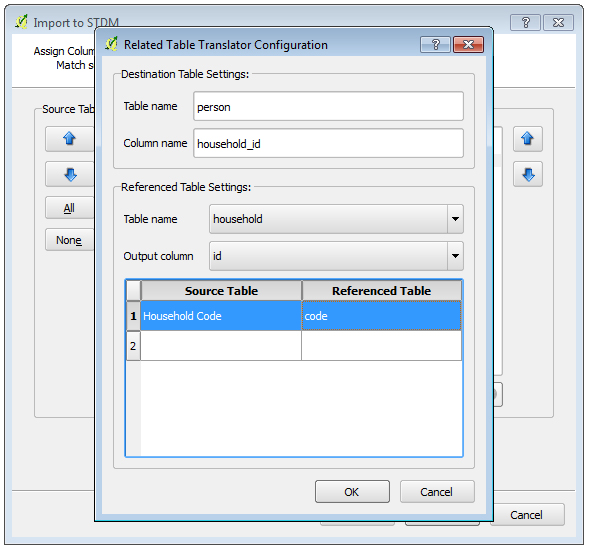 Import to STDM
Assign Colum
Match s
Source Tab
All
None
Related Table Translator Configuration
Destination Table Settings:
Table name person
Column name household_id
Referenced Table Settings:
Table name household
Output column id
Source Table Referenced Table
1 Household Code code
2
OK Cancel
Cancel